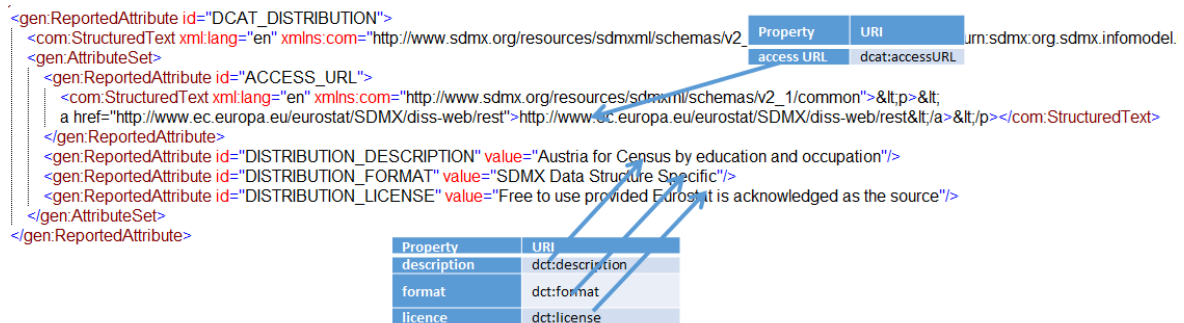 <gen:ReportedAttribute id="DCAT_DISTRIBUTION">
<com:StructuredText xml:lang="en" xmlns:com="http://www.sdmx.org/resources/sdmxml/schemas/v2_ urn:sdmx:org.sdmx.infomodel.
Property URI
access URL dcat:accessURL
<gen:AttributeSet>
<gen:ReportedAttribute id="ACCESS_URL">
<com:StructuredText xml:lang="en" xmlns:com="http://www.sdmx.org/resources/sdmxml/schemas/v2_1/common">&lt;p>&lt;
a href="http://www.ec.europa.eu/eurostat/SDMX/diss-web/rest">http://www.ec.europa.eu/eurostat/SDMX/diss-web/rest&lt;/a>&lt;/p></com:StructuredText>
</gen:ReportedAttribute>
<gen:ReportedAttribute id="DISTRIBUTION_DESCRIPTION" value="Austria for Census by education and occupation"/>
<gen:ReportedAttribute id="DISTRIBUTION_FORMAT" value="SDMX Data Structure Specific"/>
<gen:ReportedAttribute id="DISTRIBUTION_LICENSE" value="Free to use provided Eurostat is acknowledged as the source"/>
</gen:AttributeSet>
</gen:ReportedAttribute>
Property URI
description dct:description
format dct:format
licence dct:license